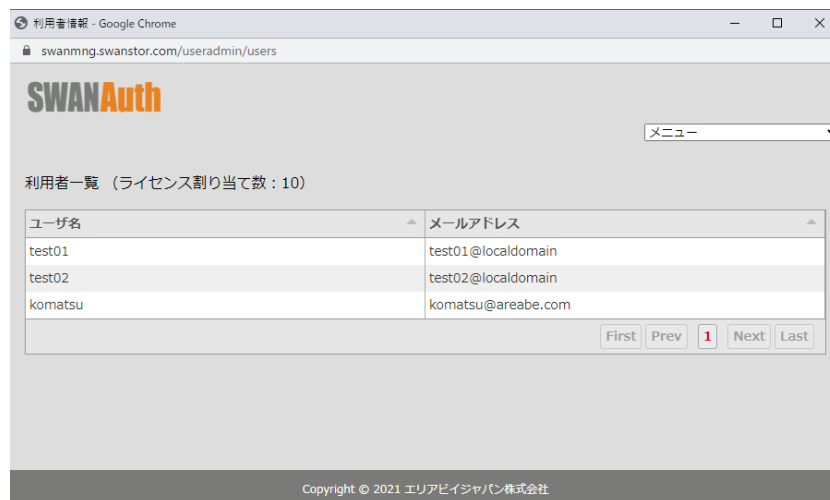 利用者情報 - Google Chrome
swanmng.swanstor.com/useradmin/users
SWANAuth
メニュー
利用者一覧 （ライセンス割り当て数：10）
ユーザ名 メールアドレス
test01 test01@localdomain
test02 test02@localdomain
komatsu komatsu@areabe.com
First Prev 1 Next Last
Copyright © 2021 エリアビイジャパン株式会社